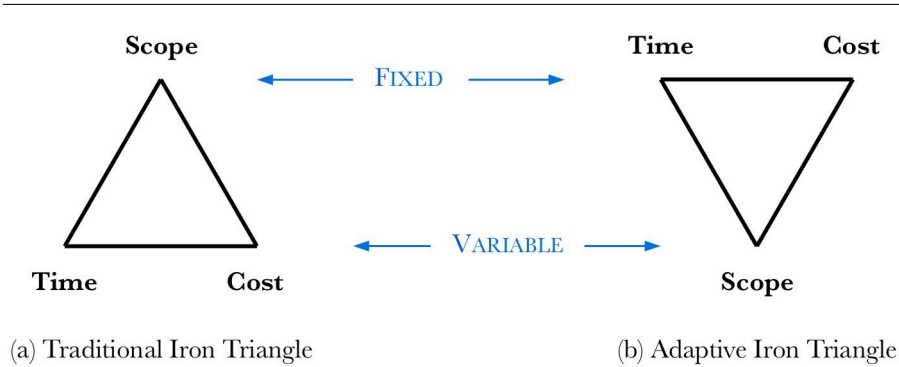 Scope
Time Cost
FIXED
VARIABLE
Time Cost
Scope
(a) Traditional Iron Triangle
(b) Adaptive Iron Triangle